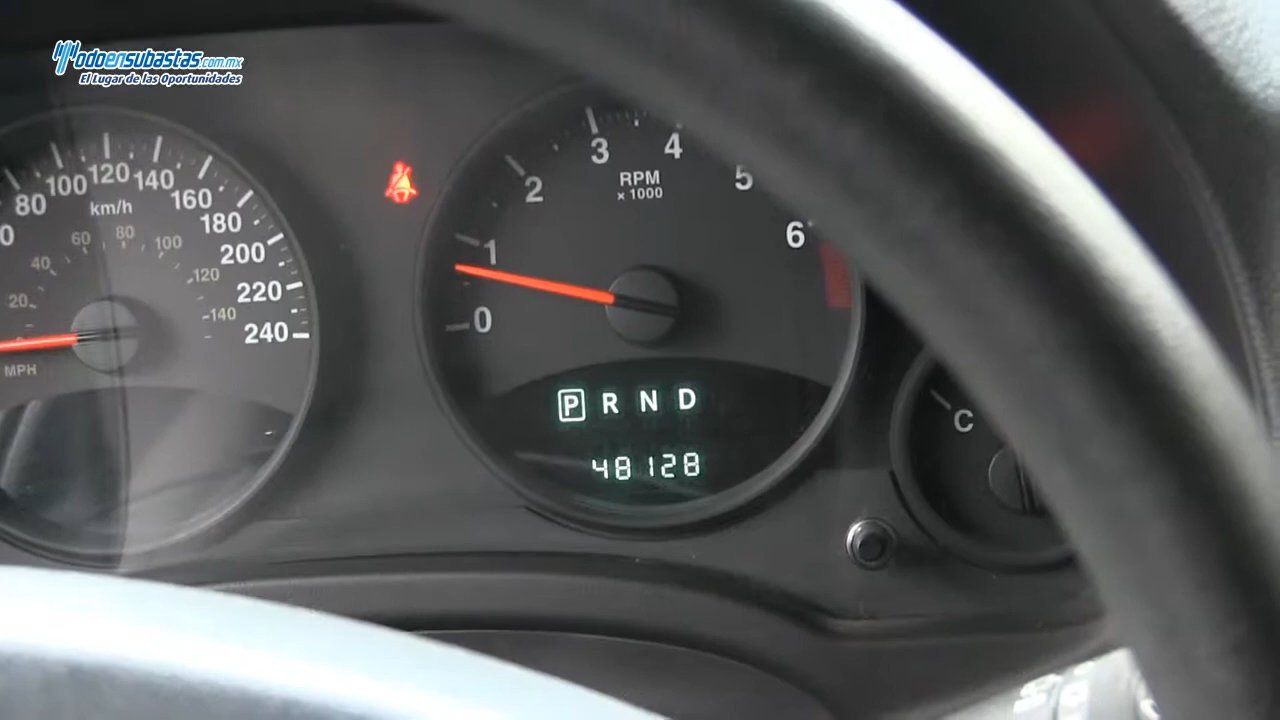 todoensubastas.com.mx
El Lugar de las Oportunidades
80 100 120 140 160 180 200 220 240
km/h
20 40 60 80 100 120 140
MPH
0 1 2 3 4 5 6
RPM
x 1000
P R N D
48128
C